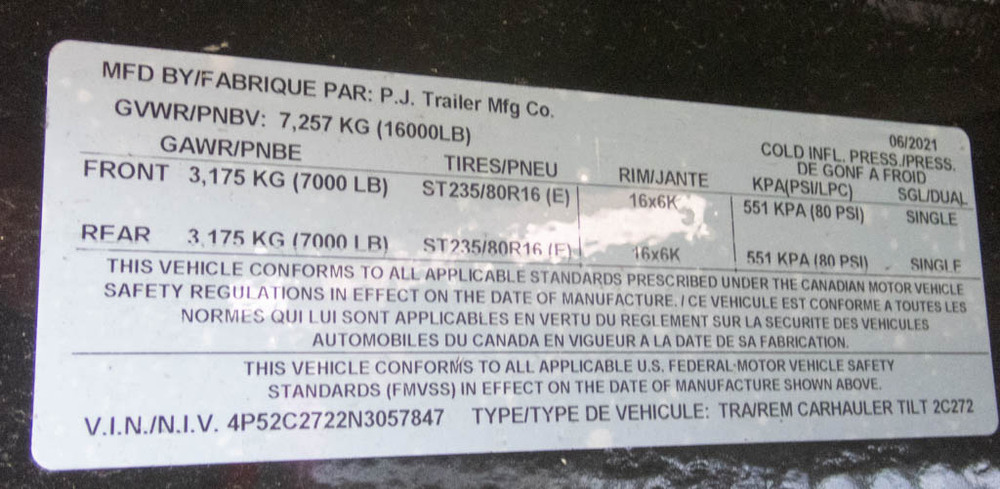 MFD BY/FABRIQUE PAR: P.J. Trailer Mfg Co.
GVWR/PNBV: 7,257 KG (16000LB) 06/2021
GAWR/PNBE TIRES/PNEU RIM/JANTE COLD INFL. PRESS./PRESS. DE GONF A FROID KPA(PSI/LPC) SGL/DUAL
FRONT 3,175 KG (7000 LB) ST235/80R16 (E) 16x6K 551 KPA (80 PSI) SINGLE
REAR 3,175 KG (7000 LB) ST235/80R16 (E) 16x6K 551 KPA (80 PSI) SINGLE
THIS VEHICLE CONFORMS TO ALL APPLICABLE STANDARDS PRESCRIBED UNDER THE CANADIAN MOTOR VEHICLE
SAFETY REGULATIONS IN EFFECT ON THE DATE OF MANUFACTURE. / CE VEHICULE EST CONFORME A TOUTES LES
NORMES QUI LUI SONT APPLICABLES EN VERTU DU REGLEMENT SUR LA SECURITE DES VEHICULES
AUTOMOBILES DU CANADA EN VIGUEUR A LA DATE DE SA FABRICATION.
THIS VEHICLE CONFORMS TO ALL APPLICABLE U.S. FEDERAL MOTOR VEHICLE SAFETY
STANDARDS (FMVSS) IN EFFECT ON THE DATE OF MANUFACTURE SHOWN ABOVE.
V.I.N./N.I.V. 4P52C2722N3057847 TYPE/TYPE DE VEHICULE: TRA/REM CARHAULER TILT 2C272